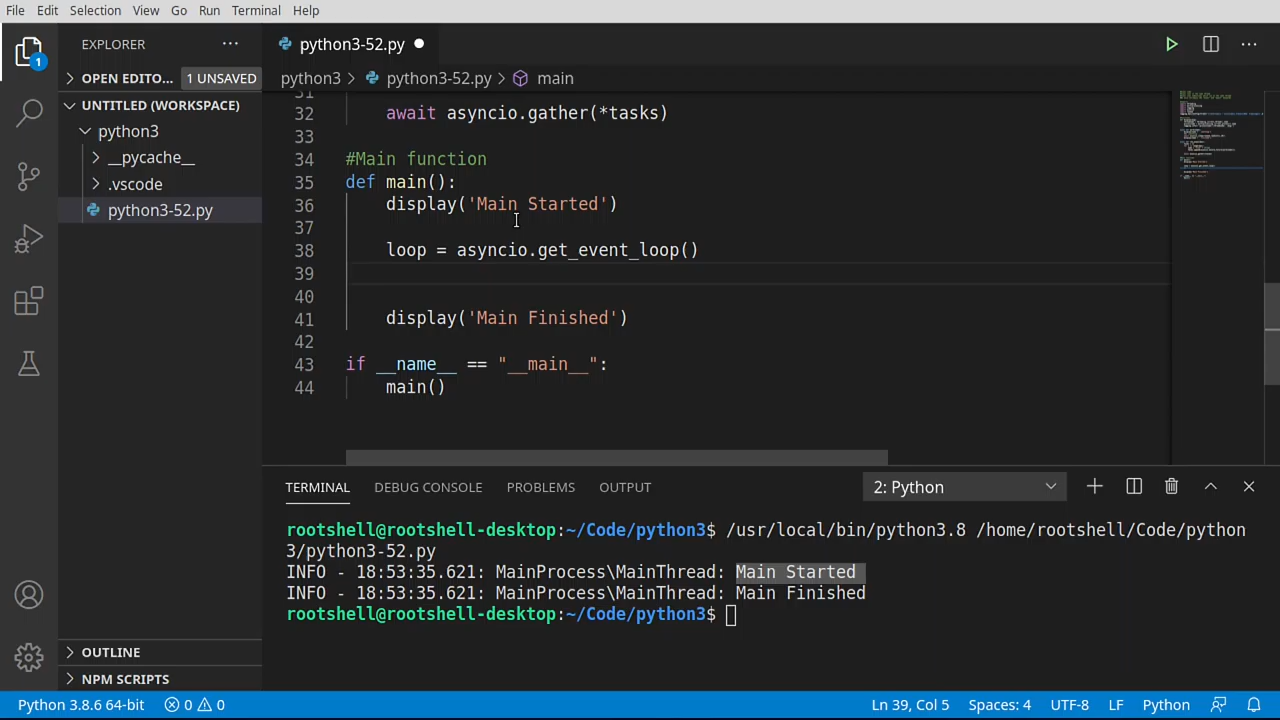 File Edit Selection View Go Run Terminal Help
EXPLORER
python3-52.py
OPEN EDITO... 1 UNSAVED
python3 > python3-52.py > main
UNTITLED (WORKSPACE)
python3
__pycache__
.vscode
python3-52.py
31
32 await asyncio.gather(*tasks)
33
34 #Main function
35 def main():
36 display('Main Started')
37
38 loop = asyncio.get_event_loop()
39
40
41 display('Main Finished')
42
43 if __name__ == "__main__":
44 main()
1
TERMINAL DEBUG CONSOLE PROBLEMS OUTPUT 2: Python
rootshell@rootshell-desktop:~/Code/python3$ /usr/local/bin/python3.8 /home/rootshell/Code/python
3/python3-52.py
INFO - 18:53:35.621: MainProcess\MainThread: Main Started
INFO - 18:53:35.621: MainProcess\MainThread: Main Finished
rootshell@rootshell-desktop:~/Code/python3$
OUTLINE
NPM SCRIPTS
Python 3.8.6 64-bit 0 0 Ln 39, Col 5 Spaces: 4 UTF-8 LF Python